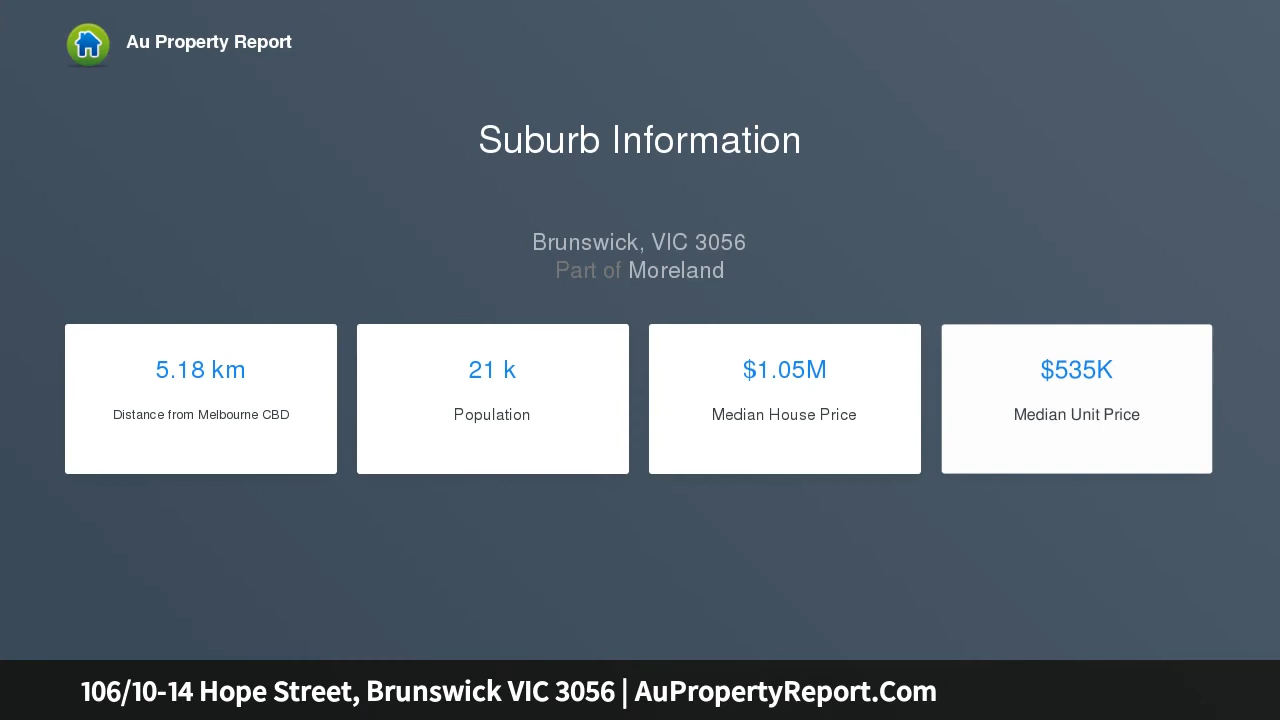 Au Property Report
Suburb Information
Brunswick, VIC 3056
Part of Moreland
5.18 km
Distance from Melbourne CBD
21 k
Population
$1.05M
Median House Price
$535K
Median Unit Price
106/10-14 Hope Street, Brunswick VIC 3056 | AuPropertyReport.Com